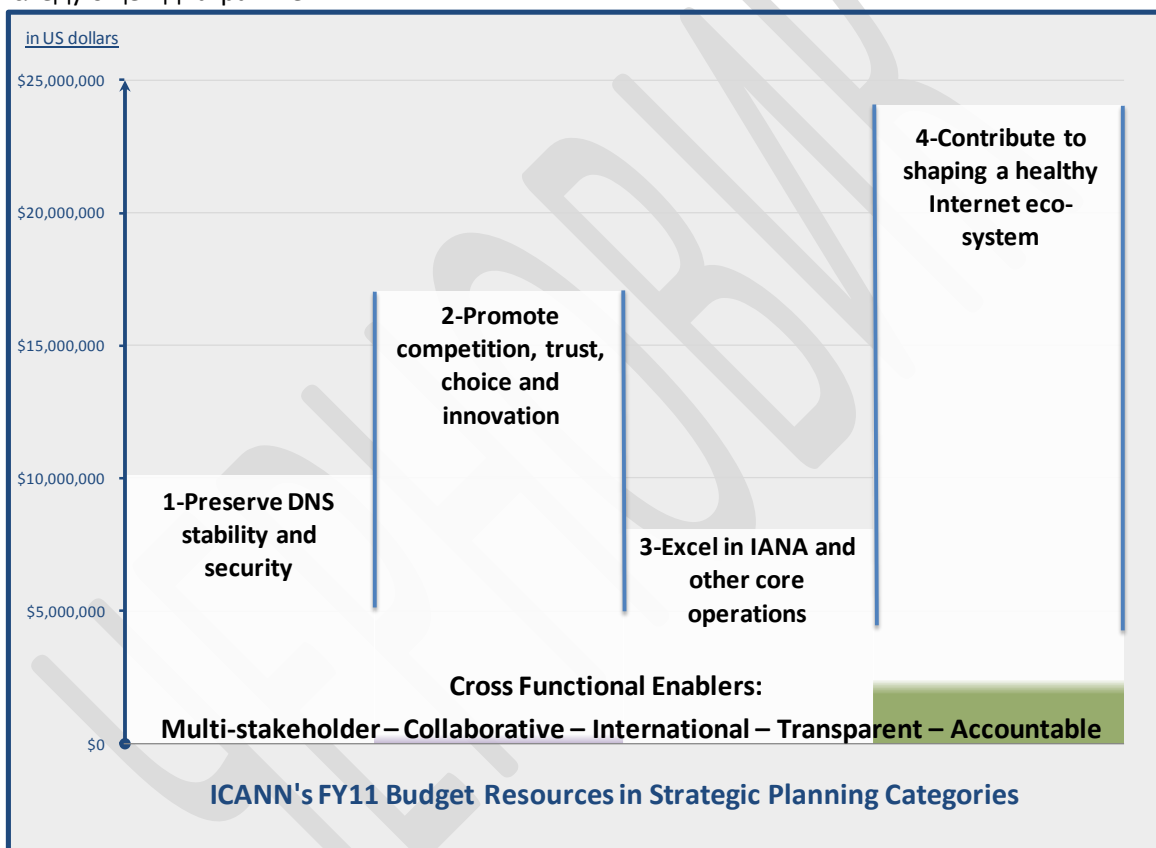 in US dollars
$25,000,000
$20,000,000
$15,000,000
$10,000,000
$5,000,000
$0
1-Preserve DNS
stability and
security
2-Promote
competition, trust,
choice and
innovation
3-Excel in IANA and
other core
operations
4-Contribute to
shaping a healthy
Internet eco-
system
Cross Functional Enablers:
Multi-stakeholder – Collaborative – International – Transparent – Accountable
ICANN's FY11 Budget Resources in Strategic Planning Categories
ЧЕРНОВИК